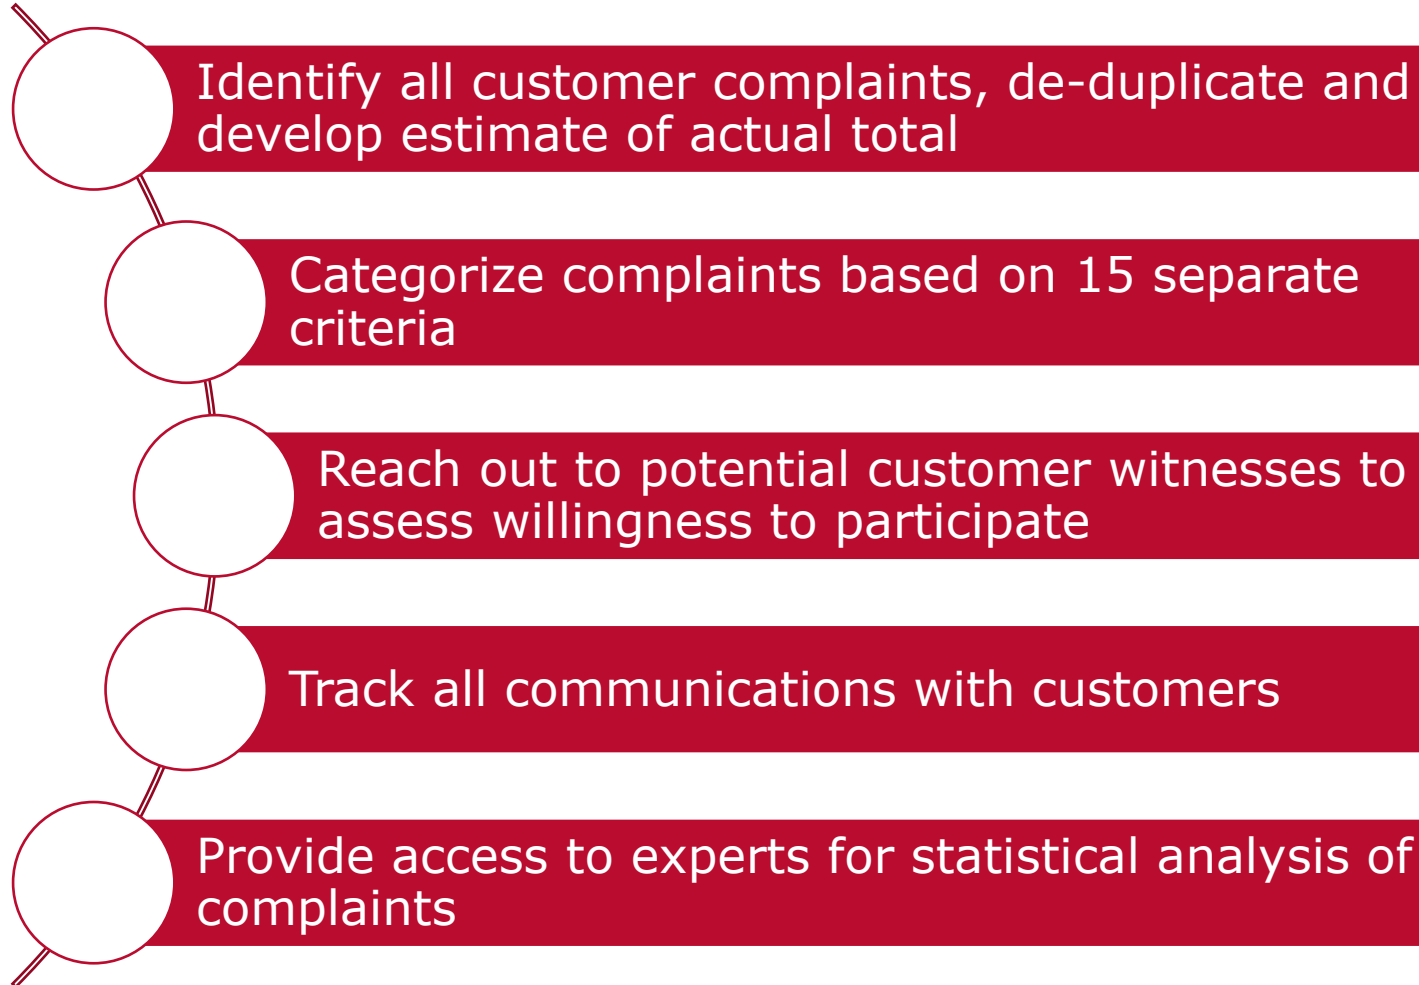 Identify all customer complaints, de-duplicate and
develop estimate of actual total
Categorize complaints based on 15 separate
criteria
Reach out to potential customer witnesses to
assess willingness to participate
Track all communications with customers
Provide access to experts for statistical analysis of
complaints